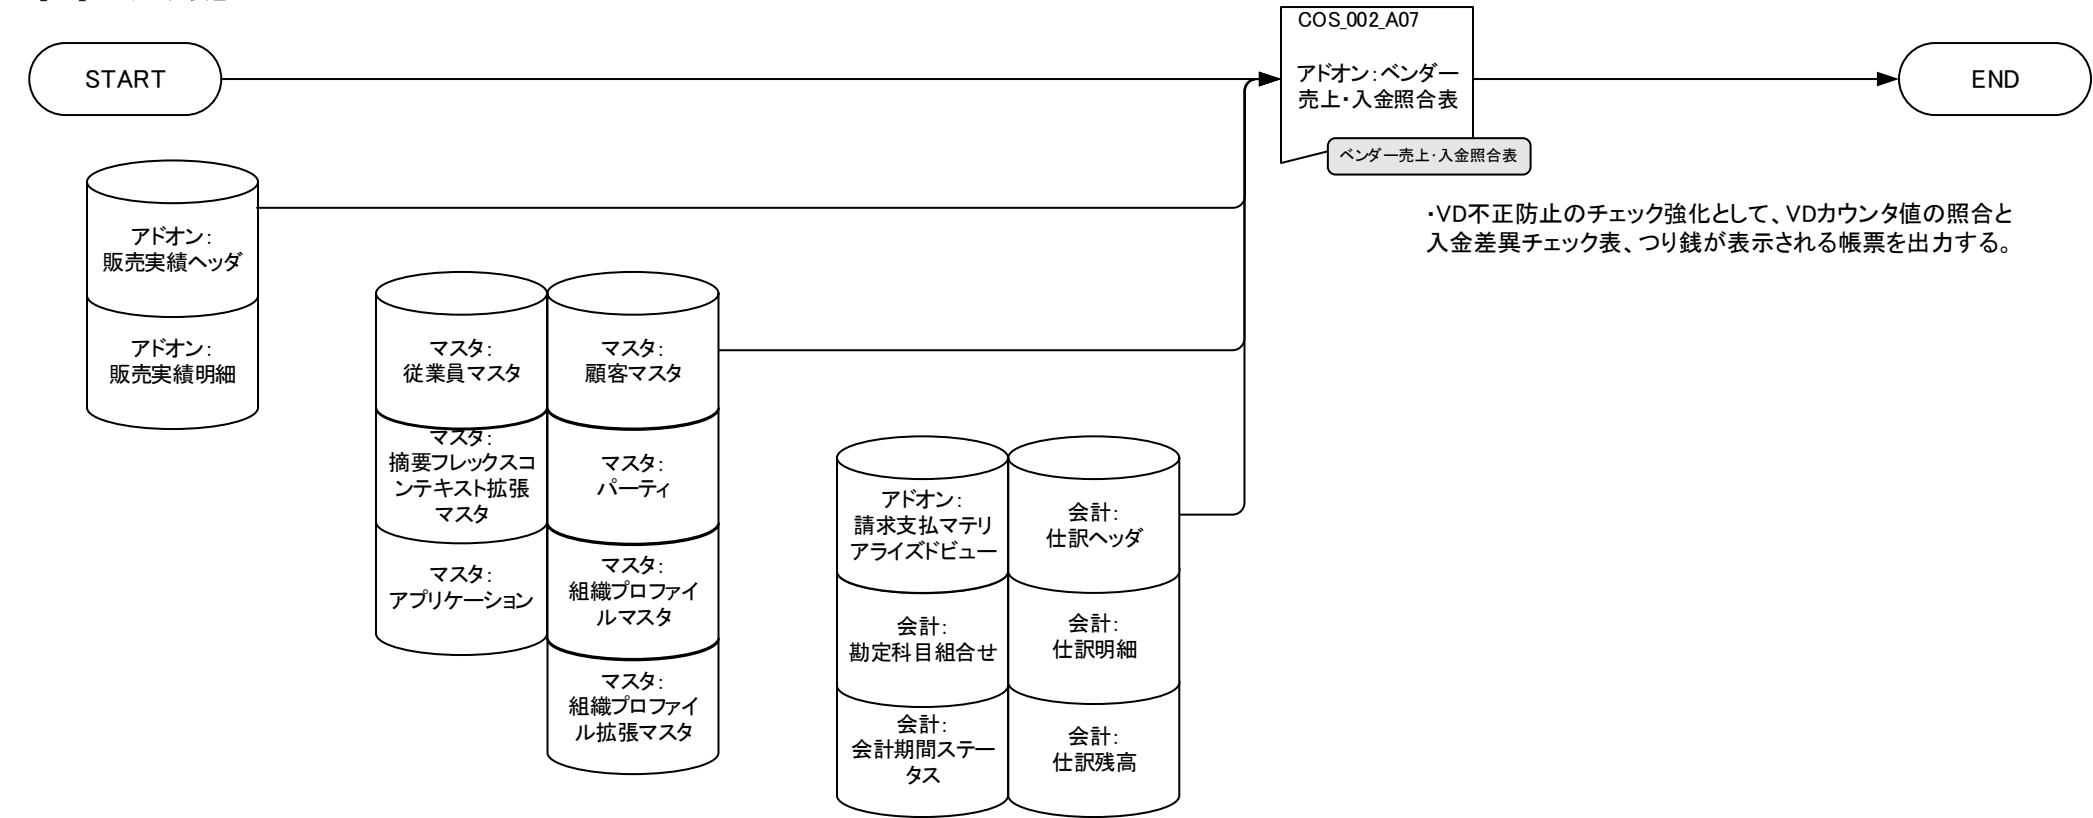 START
COS_002_A07
アドオン：ベンダー
売上・入金照合表
ベンダー売上・入金照合表
END
・VD不正防止のチェック強化として、VDカウンタ値の照合と
入金差異チェック表、つり銭が表示される帳票を出力する。
アドオン：
販売実績ヘッダ
アドオン：
販売実績明細
マスタ：
従業員マスタ
マスタ：
摘要フレックスコ
ンテキスト拡張
マスタ
マスタ：
アプリケーション
マスタ：
顧客マスタ
マスタ：
パーティ
マスタ：
組織プロファイ
ルマスタ
マスタ：
組織プロファイ
ル拡張マスタ
アドオン：
請求支払マテリ
アライズドビュー
会計：
勘定科目組合せ
会計：
会計期間ステー
タス
会計：
仕訳ヘッダ
会計：
仕訳明細
会計：
仕訳残高